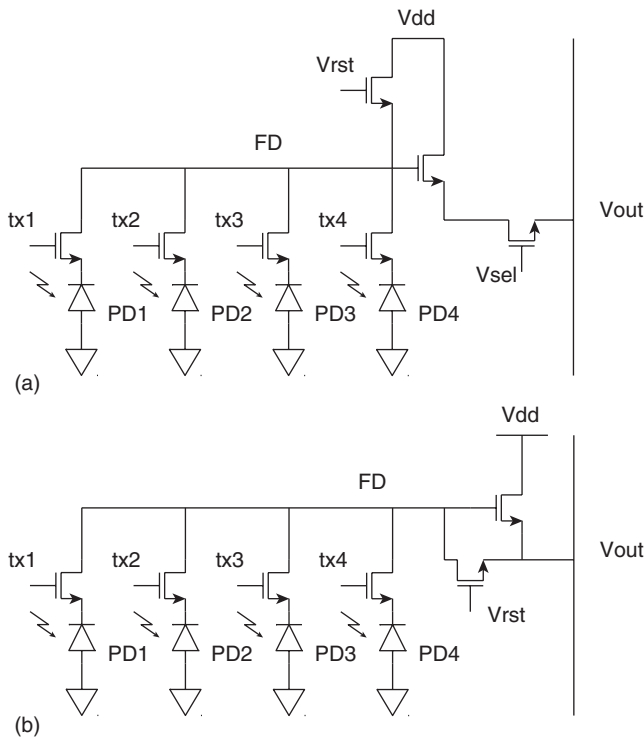 Vdd
Vrst
FD
tx1 tx2 tx3 tx4
Vout
Vsel
PD1 PD2 PD3 PD4
(a)
Vdd
FD
tx1 tx2 tx3 tx4
Vout
Vrst
PD1 PD2 PD3 PD4
(b)